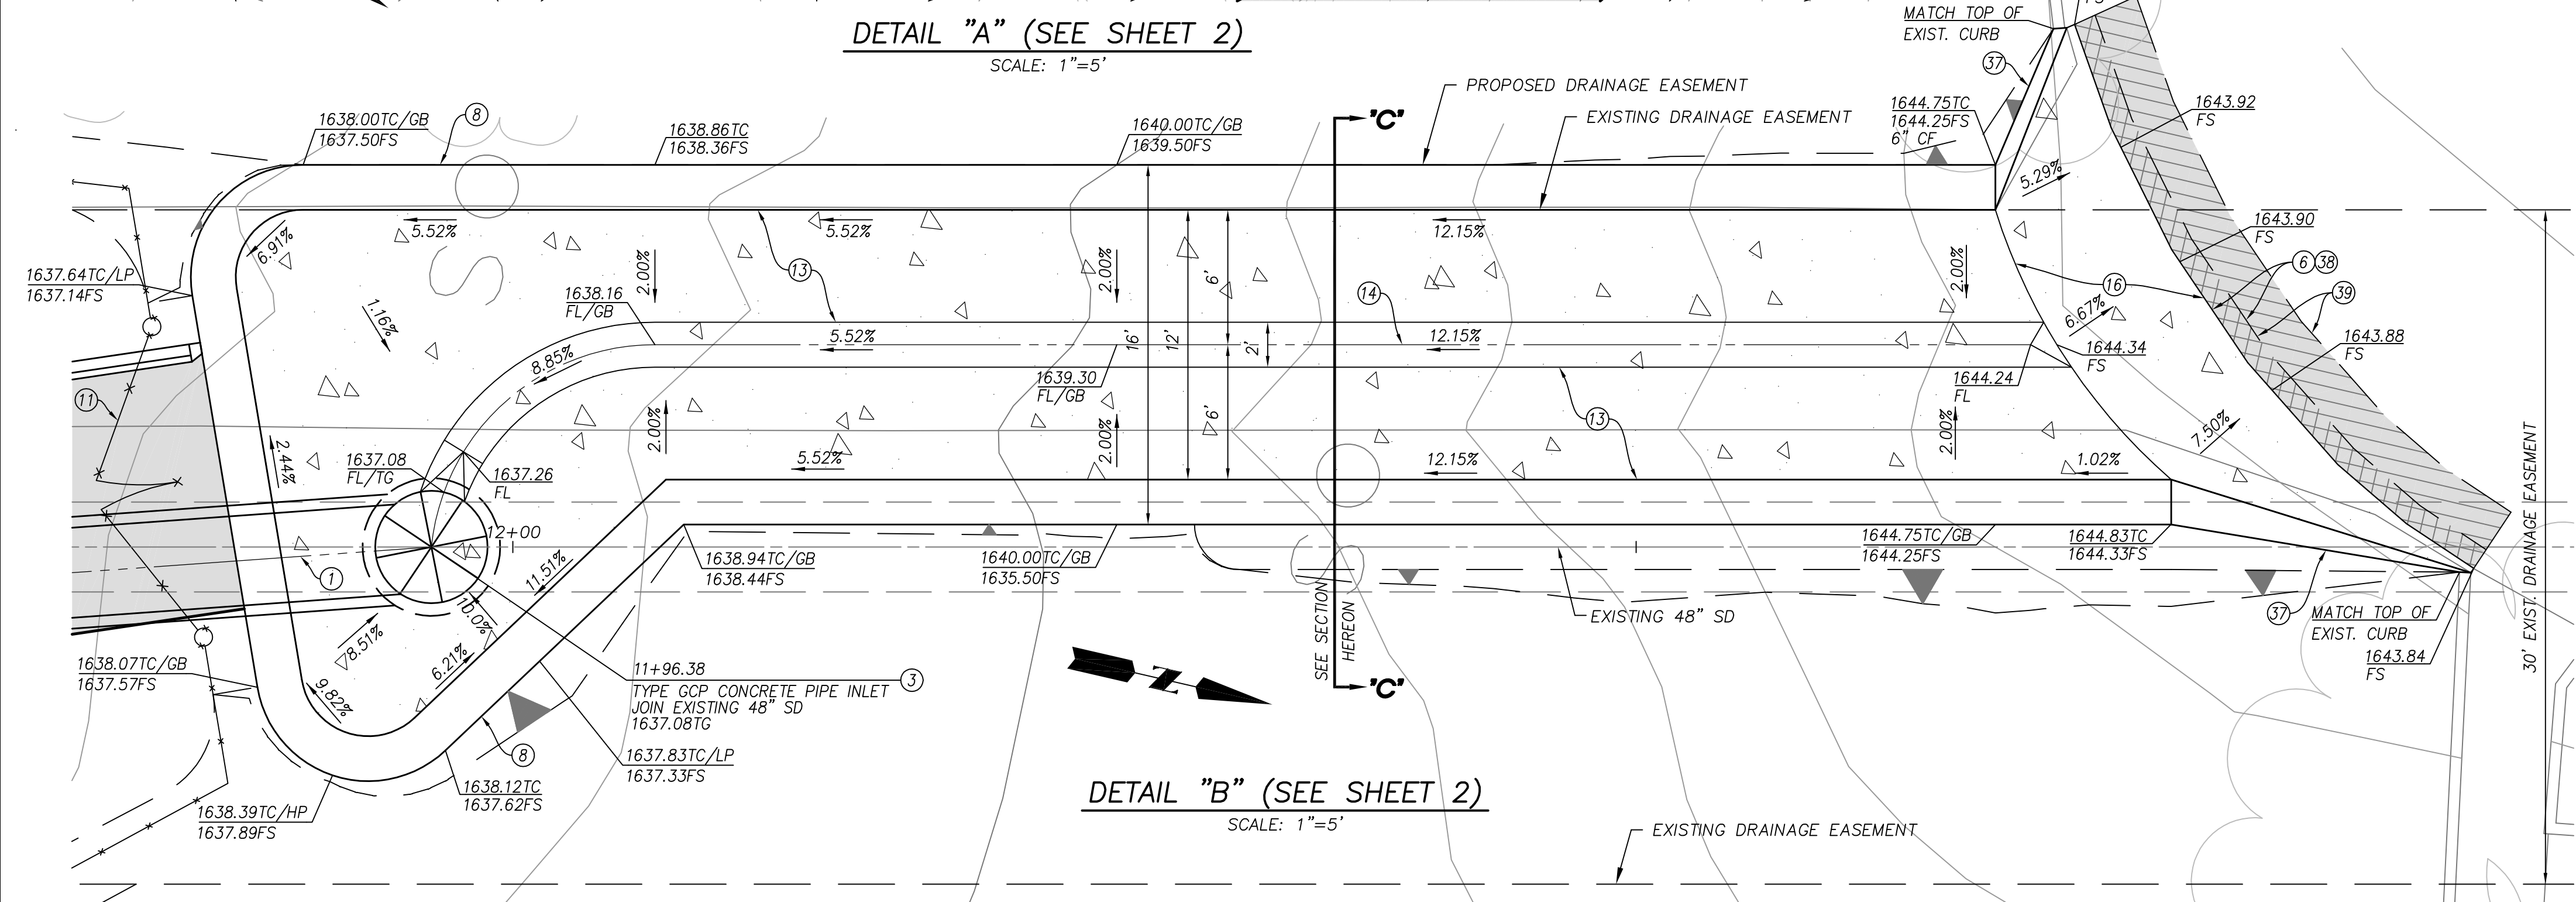 DETAIL "A" (SEE SHEET 2)
SCALE: 1"=5'
MATCH TOP OF
EXIST. CURB
FS
37
PROPOSED DRAINAGE EASEMENT
EXISTING DRAINAGE EASEMENT
"C"
1638.00TC/GB
1637.50FS
8
1638.86TC
1638.36FS
1640.00TC/GB
1639.50FS
1644.75TC
1644.25FS
6" CF
1643.92
FS
5.29%
1643.90
FS
6
38
39
16
6.91%
5.52%
5.52%
12.15%
13
2.00%
2.00%
6'
2.00%
1637.64TC/LP
1637.14FS
1638.16
FL/GB
14
1.16%
8.85%
5.52%
16'
12'
2'
12.15%
6.67%
1644.34
FS
1643.88
FS
11
1639.30
FL/GB
1644.24
FL
2.44%
2.00%
2.00%
6'
13
2.00%
7.50%
1637.08
FL/TG
1637.26
FL
5.52%
12.15%
1.02%
12+00
1
11.51%
10.0%
8.51%
6.21%
9.82%
1638.94TC/GB
1638.44FS
1640.00TC/GB
1635.50FS
1644.75TC/GB
1644.25FS
1644.83TC
1644.33FS
EXISTING 48" SD
SEE SECTION
HEREON
37
MATCH TOP OF
EXIST. CURB
1643.84
FS
30' EXIST. DRAINAGE EASEMENT
1638.07TC/GB
1637.57FS
11+96.38
3
TYPE GCP CONCRETE PIPE INLET
JOIN EXISTING 48" SD
1637.08TG
"C"
8
1637.83TC/LP
1637.33FS
1638.12TC
1637.62FS
1638.39TC/HP
1637.89FS
DETAIL "B" (SEE SHEET 2)
SCALE: 1"=5'
EXISTING DRAINAGE EASEMENT